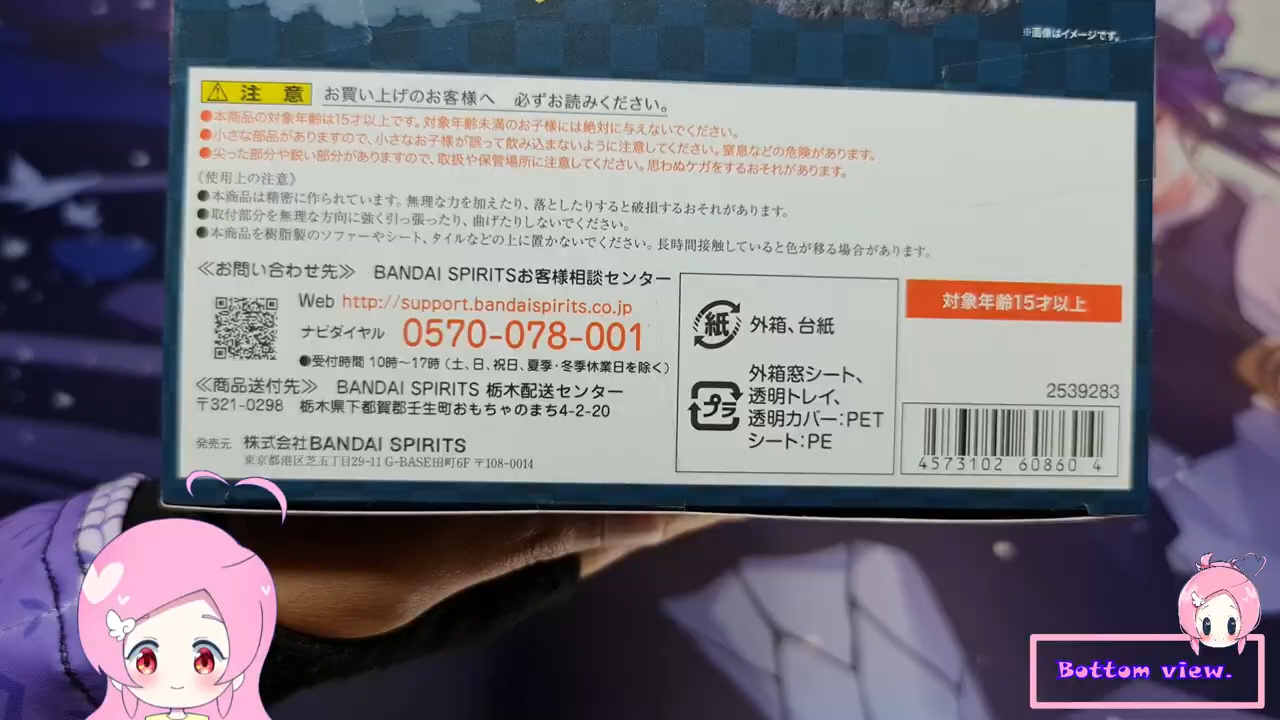 ※画像はイメージです。
⚠注意 お買い上げのお客様へ 必ずお読みください。
●本商品の対象年齢は15才以上です。対象年齢未満のお子様には絶対に与えないでください。
●小さな部品がありますので、小さなお子様が誤って飲み込まないように注意してください。窒息などの危険があります。
●尖った部分や鋭い部分がありますので、取扱や保管場所に注意してください。思わぬケガをするおそれがあります。
《使用上の注意》
●本商品は精密に作られています。無理な力を加えたり、落としたりすると破損するおそれがあります。
●取付部分を無理な方向に強く引っ張ったり、曲げたりしないでください。
●本商品を樹脂製のソファーやシート、タイルなどの上に置かないでください。長時間接触していると色が移る場合があります。
≪お問い合わせ先≫ BANDAI SPIRITSお客様相談センター
Web http://support.bandaispirits.co.jp
ナビダイヤル 0570-078-001
●受付時間 10時～17時（土、日、祝日、夏季・冬季休業日を除く）
≪商品送付先≫ BANDAI SPIRITS 栃木配送センター
〒321-0298 栃木県下都賀郡壬生町おもちゃのまち4-2-20
発売元 株式会社BANDAI SPIRITS
東京都港区芝五丁目29-11 G-BASE田町6F 〒108-0014
紙 外箱、台紙
プラ 外箱窓シート、
透明トレイ、
透明カバー:PET
シート:PE
対象年齢15才以上
2539283
4573102 60860 4
Bottom view.